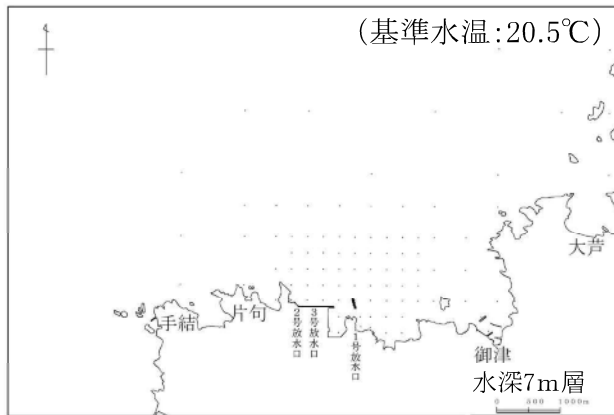 (基準水温:20.5℃)
大芦
手結
片句
2号放水口
3号放水口
1号放水口
御津
水深7m層
0 500 1000m